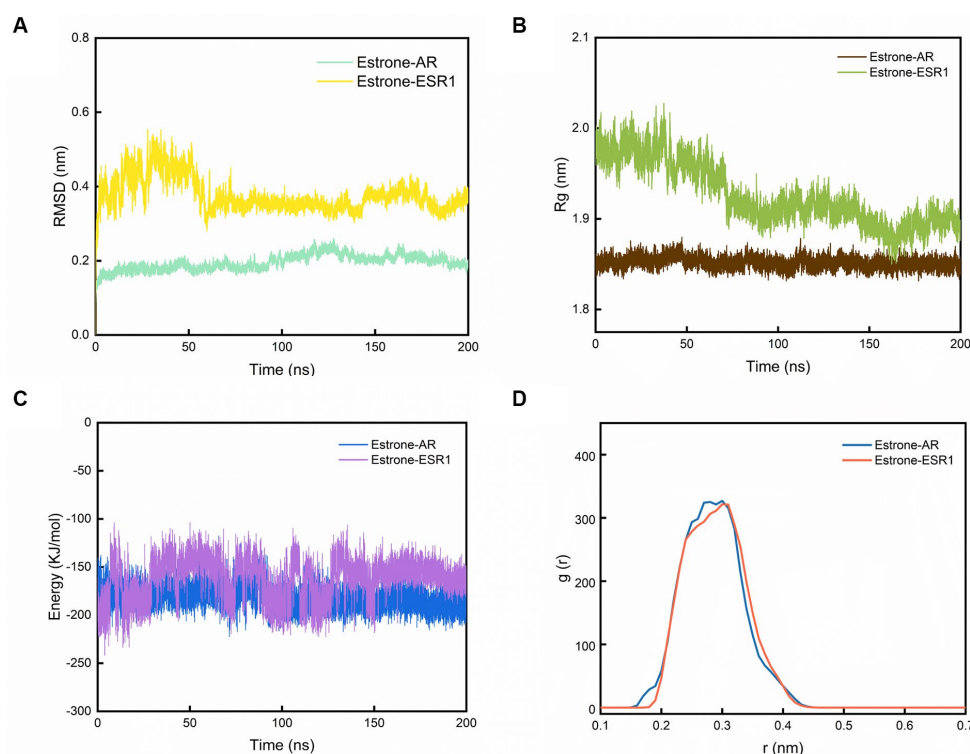 A
RMSD (nm)
0.8
0.6
0.4
0.2
0.0
0
50
100
150
200
Time (ns)
Estrone-AR
Estrone-ESR1
B
Rg (nm)
2.1
2.0
1.9
1.8
0
50
100
150
200
Time (ns)
Estrone-AR
Estrone-ESR1
C
Energy (KJ/mol)
0
-50
-100
-150
-200
-250
-300
0
50
100
150
200
Time (ns)
Estrone-AR
Estrone-ESR1
D
g (r)
400
300
200
100
0
0.1
0.2
0.3
0.4
0.5
0.6
0.7
r (nm)
Estrone-AR
Estrone-ESR1